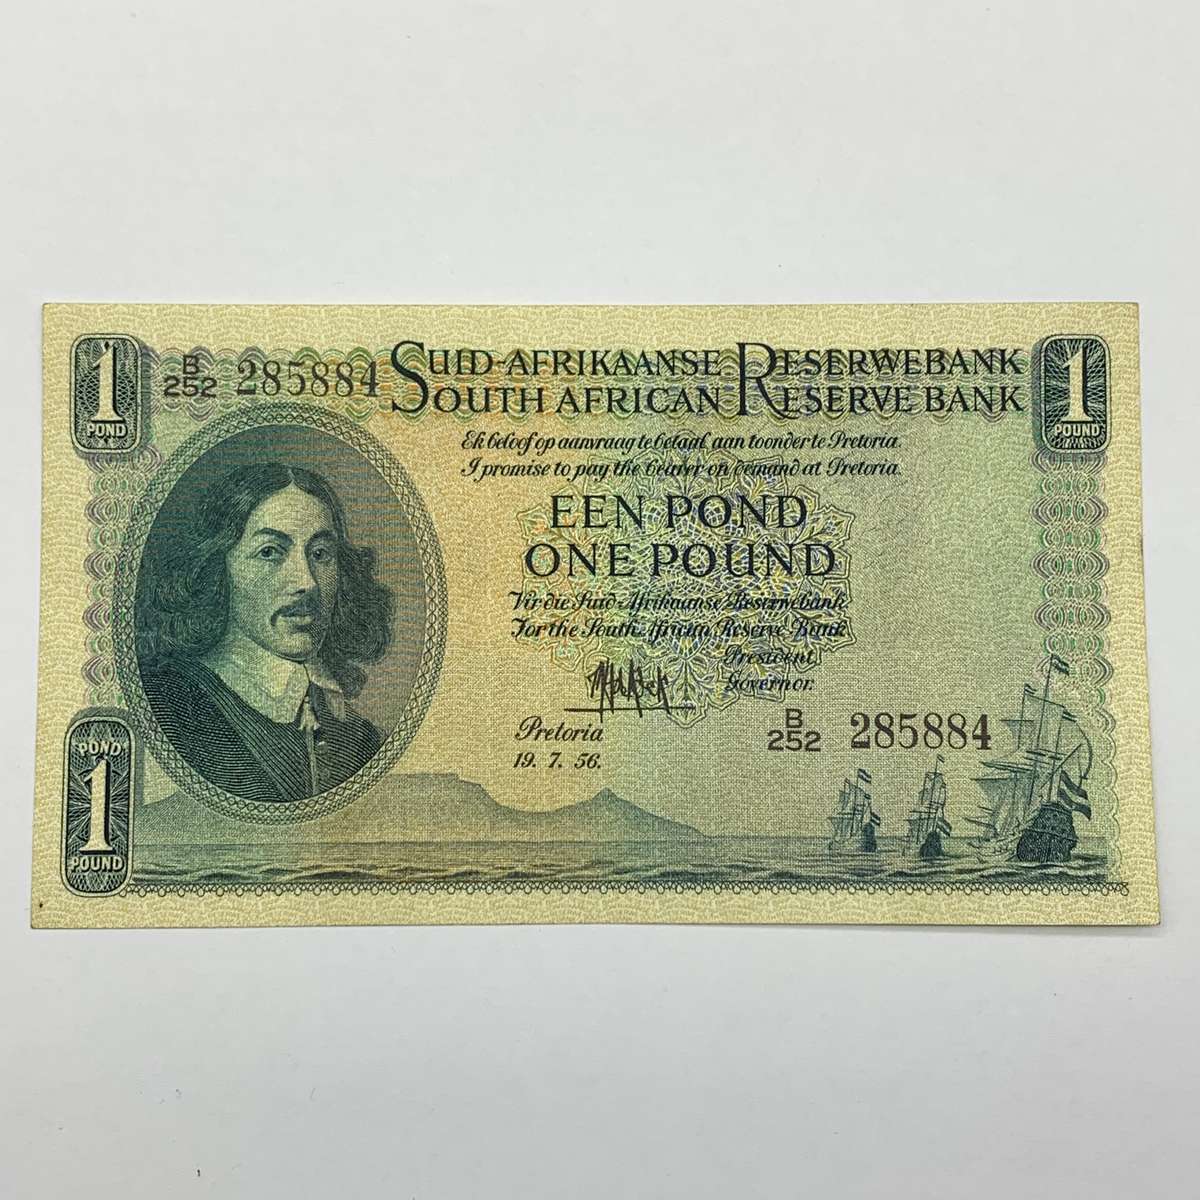 1
POND
B
252 285884
SUID-AFRIKAANSE RESERWEBANK
SOUTH AFRICAN RESERVE BANK
1
POUND
Ek beloof op aanvraag te betaal aan toonder te Pretoria.
I promise to pay the bearer on demand at Pretoria.
EEN POND
ONE POUND
Vir die Suid-Afrikaanse Reserwebank
For the South African Reserve Bank
President.
Governor.
Pretoria
19. 7. 56.
B
252 285884
POND
1
POUND